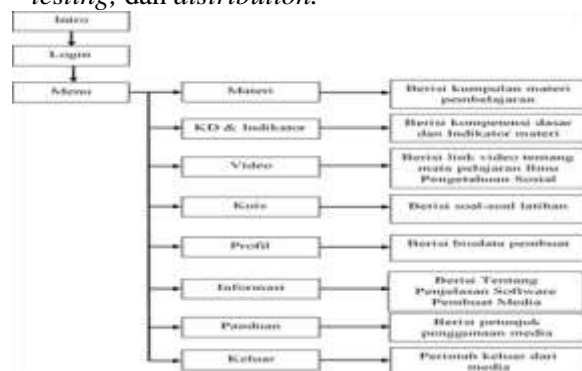 testing, dan distribution.
Intro
Login
Menu
Materi
Berisi kumpulan materi
pembelajaran
KD & Indikator
Berisi kompetensi dasar
dan Indikator materi
Video
Berisi link video tentang
mata pelajaran Ilmu
Pengetahuan Sosial
Kuis
Berisi soal-soal latihan
Profil
Berisi biodata pembuat
Informasi
Berisi Tentang
Penjelasan Software
Pembuat Media
Panduan
Berisi petunjuk
penggunaan media
Keluar
Perintah keluar dari
media